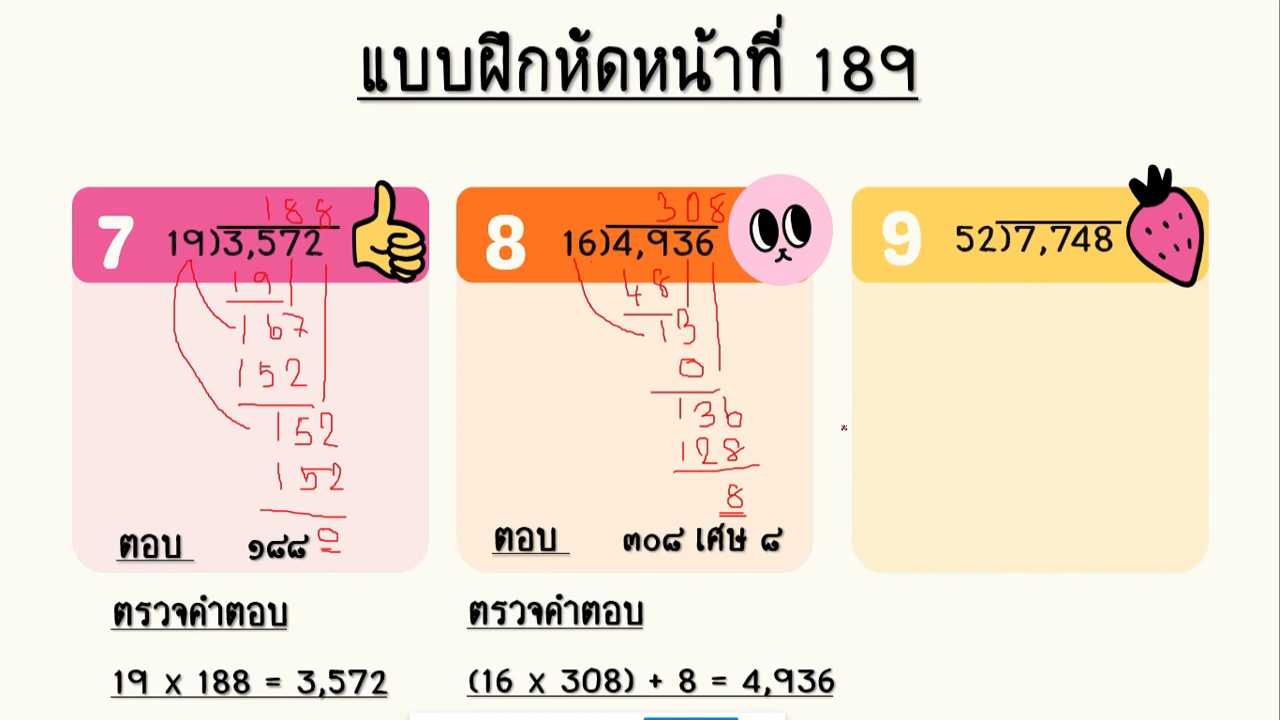 แบบฝึกหัดหน้าที่ 189
7
188
19)3,572
19
167
152
152
152
0
ตอบ ๑๘๘
ตรวจคำตอบ
19 x 188 = 3,572
8
308
16)4,936
48
13
0
136
128
8
ตอบ ๓๐๘ เศษ ๘
ตรวจคำตอบ
(16 x 308) + 8 = 4,936
9
52)7,748